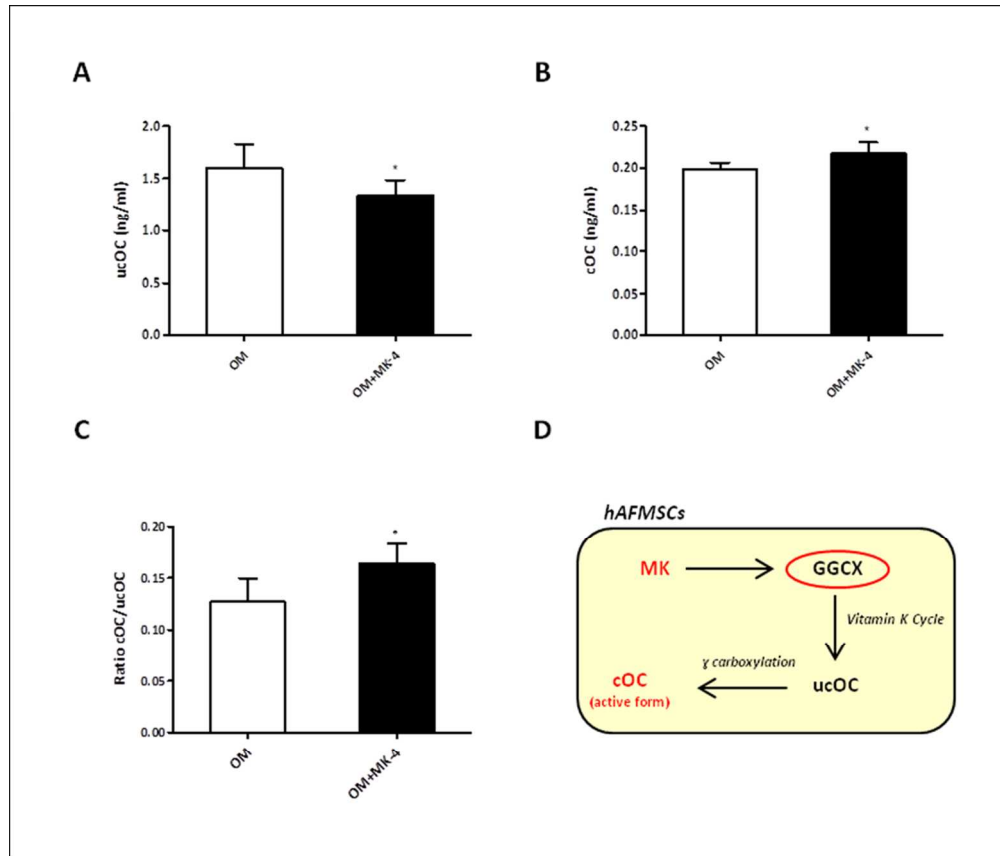 A
ucOC (ng/ml)
2.0
1.5
1.0
0.5
0.0
*
OM
OM+MK-4
B
cOC (ng/ml)
0.25
0.20
0.15
0.10
0.05
0.00
*
OM
OM+MK-4
C
Ratio cOC/ucOC
0.20
0.15
0.10
0.05
0.00
*
OM
OM+MK-4
D
hAFMSCs
MK
GGCX
Vitamin K Cycle
γ carboxylation
cOC
ucOC
(active form)